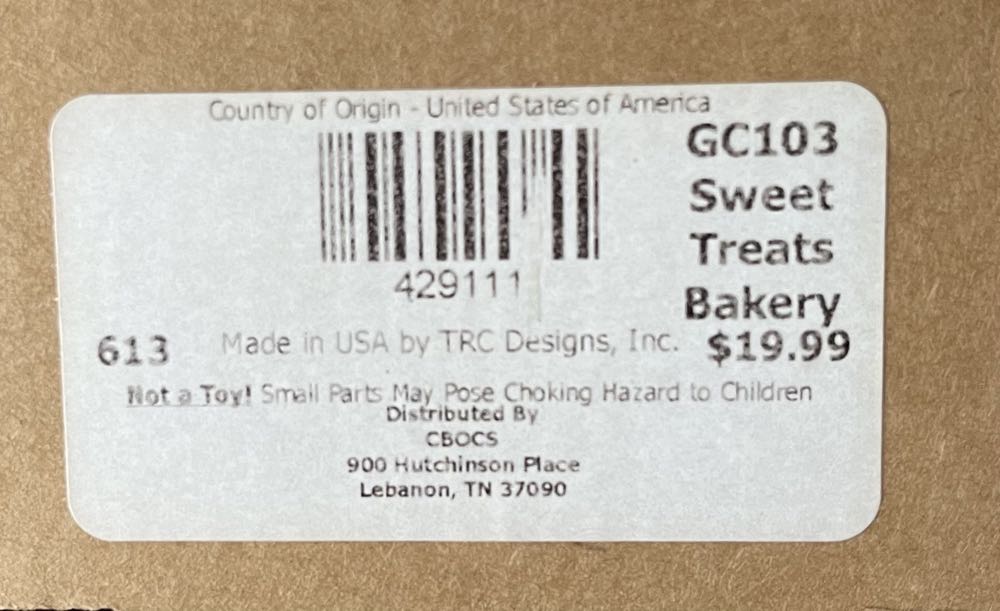 Country of Origin - United States of America
GC103
Sweet
Treats
Bakery
$19.99
429111
613
Made in USA by TRC Designs, Inc.
Not a Toy! Small Parts May Pose Choking Hazard to Children
Distributed By
CBOCS
900 Hutchinson Place
Lebanon, TN 37090